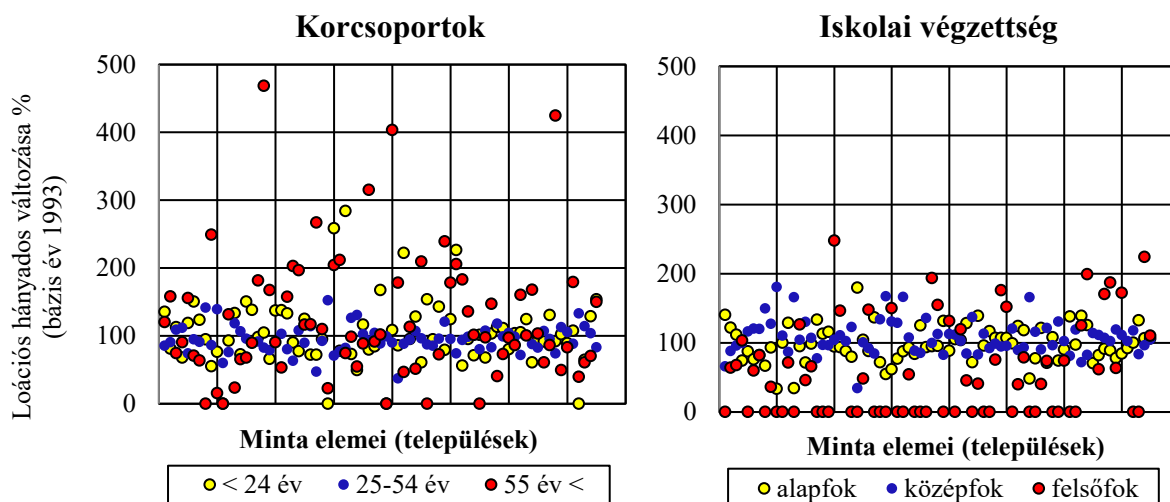 Korcsoportok
Loációs hányados változása %
(bázis év 1993)
500
400
300
200
100
0
Minta elemei (települések)
< 24 év
25-54 év
55 év <
Iskolai végzettség
500
400
300
200
100
0
Minta elemei (települések)
alapfok
középfok
felsőfok